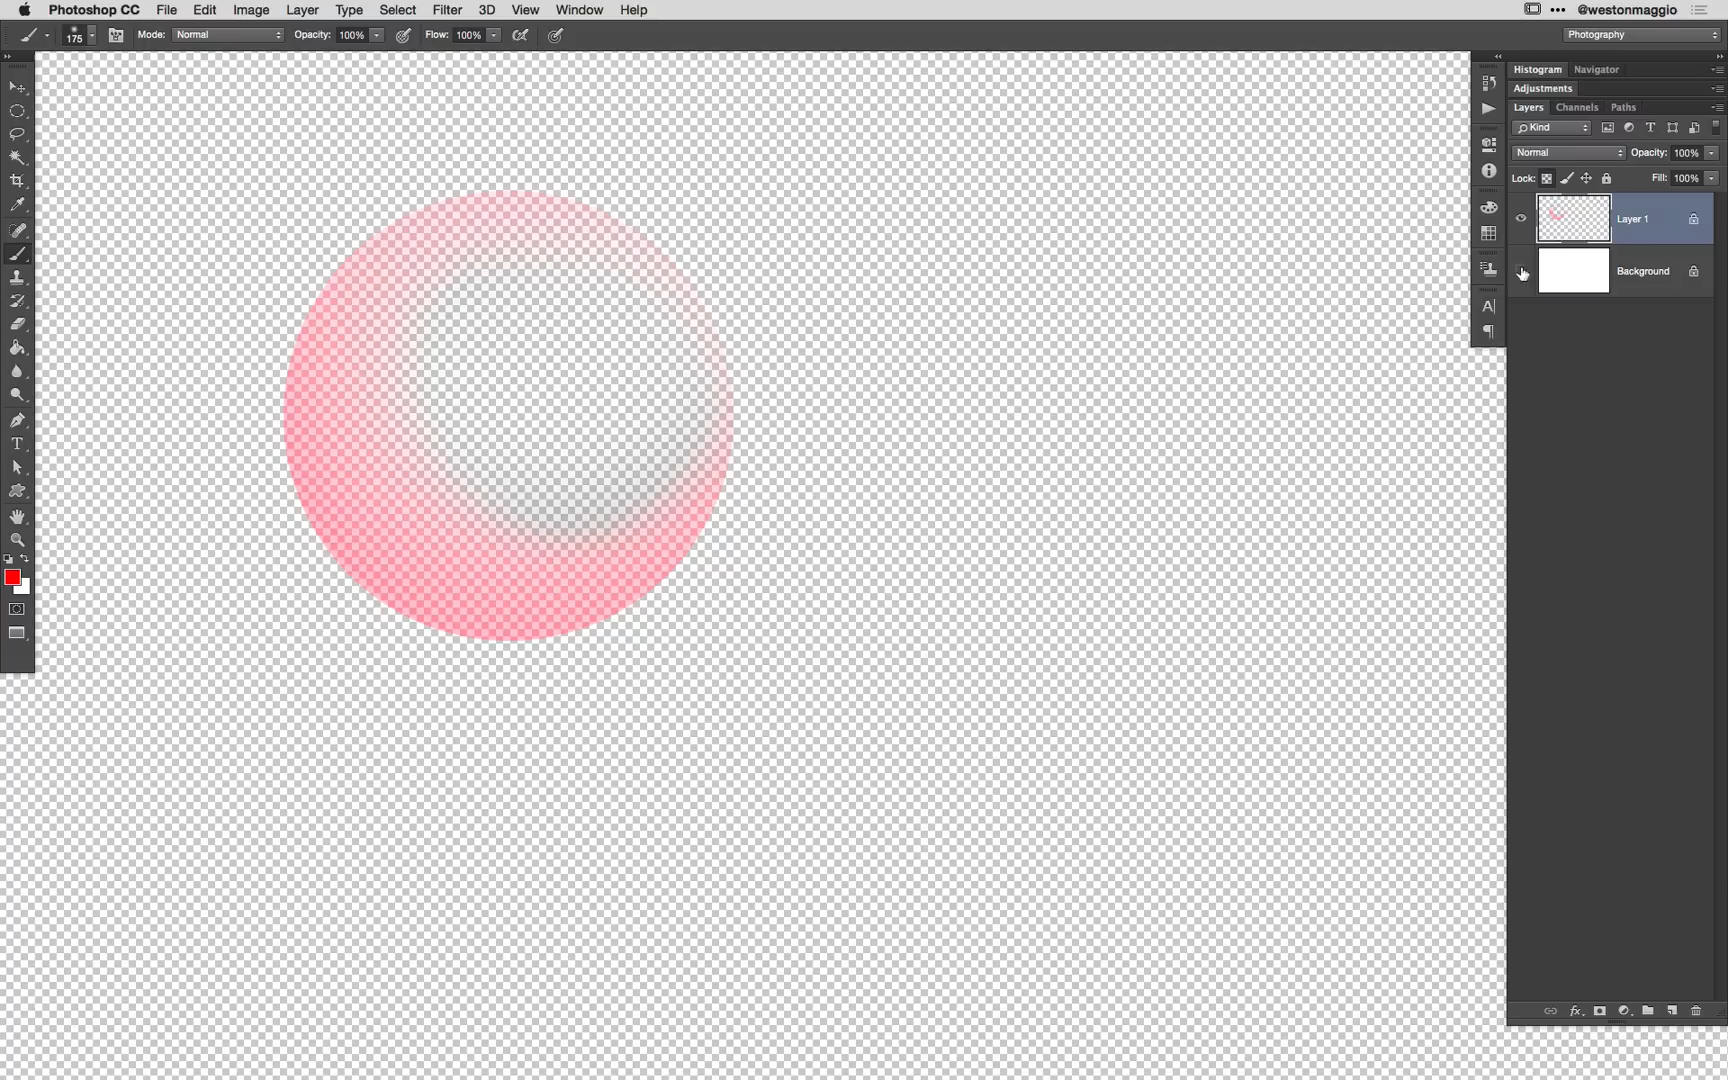 Photoshop CC File Edit Image Layer Type Select Filter 3D View Window Help @westonmaggio
175 Mode: Normal Opacity: 100% Flow: 100% Photography
Histogram Navigator
Adjustments
Layers Channels Paths
Kind
Normal Opacity: 100%
Lock: Fill: 100%
Layer 1
Background